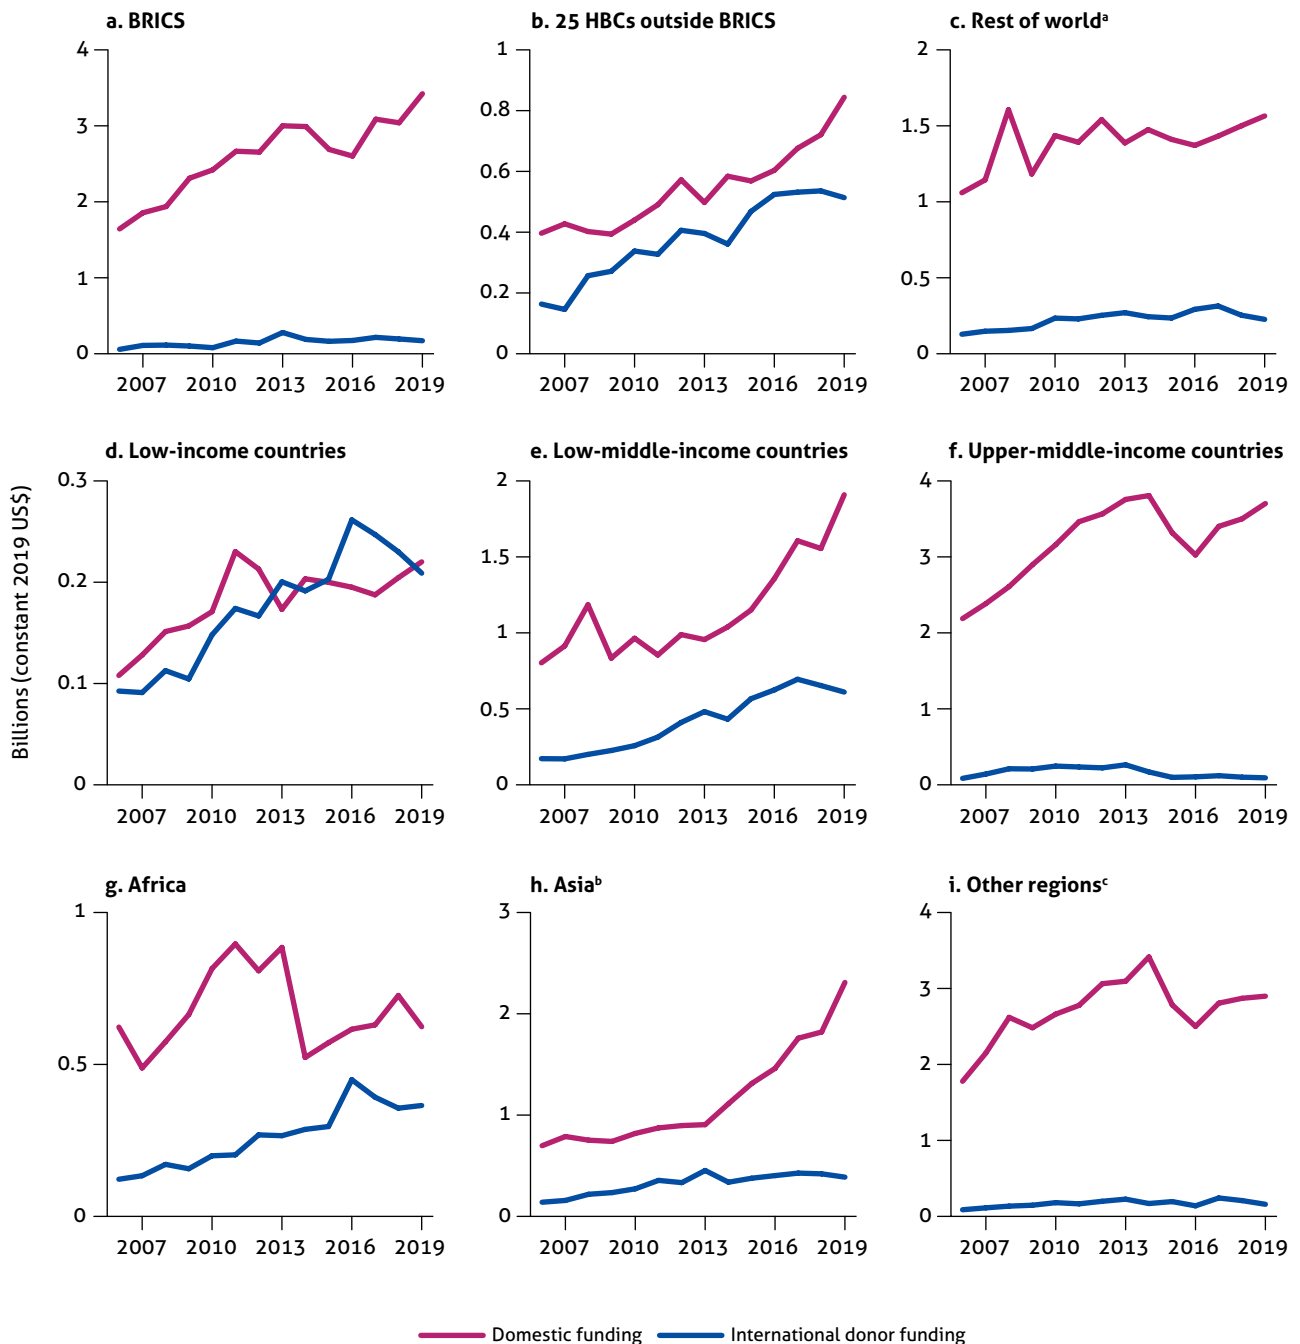 a. BRICS
b. 25 HBCs outside BRICS
c. Rest of worldᵃ
4
3
2
1
0
2007 2010 2013 2016 2019
1
0.8
0.6
0.4
0.2
0
2007 2010 2013 2016 2019
2
1.5
1
0.5
0
2007 2010 2013 2016 2019
Billions (constant 2019 US$)
d. Low-income countries
e. Low-middle-income countries
f. Upper-middle-income countries
0.3
0.2
0.1
0
2007 2010 2013 2016 2019
2
1.5
1
0.5
0
2007 2010 2013 2016 2019
4
3
2
1
0
2007 2010 2013 2016 2019
g. Africa
h. Asiaᵇ
i. Other regionsᶜ
1
0.5
0
2007 2010 2013 2016 2019
3
2
1
0
2007 2010 2013 2016 2019
4
3
2
1
0
2007 2010 2013 2016 2019
Domestic funding International donor funding